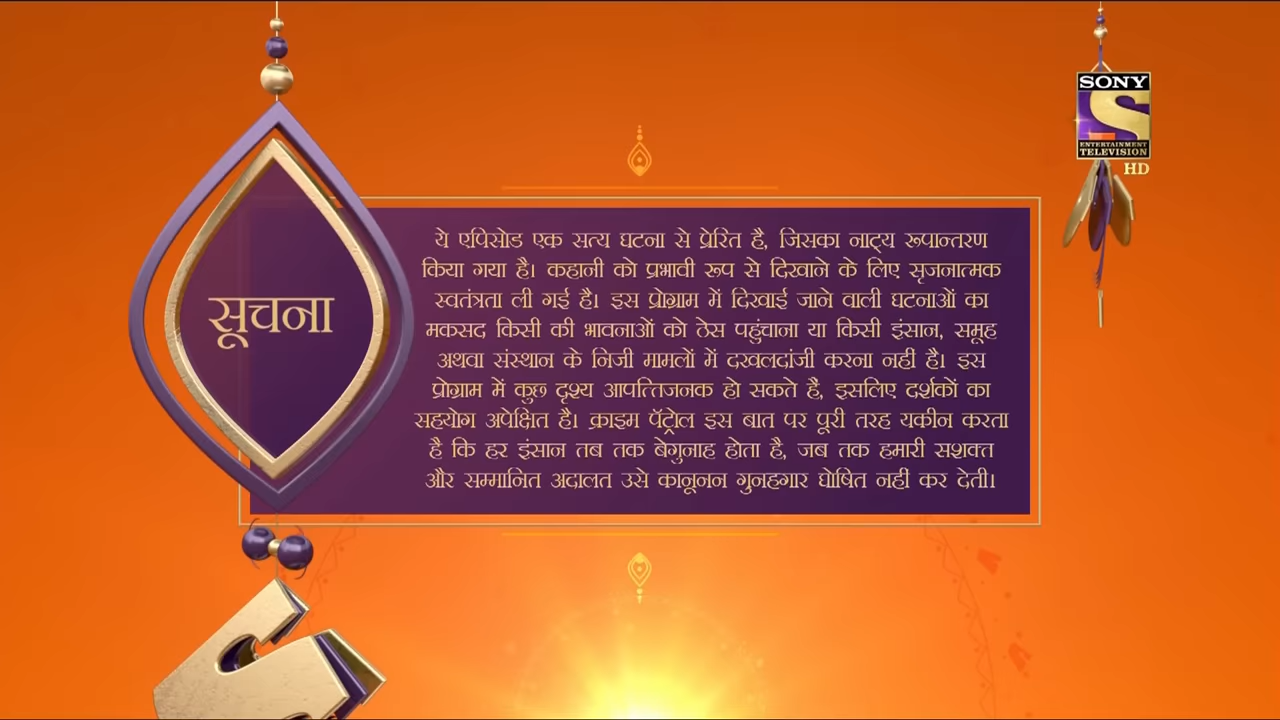 SONY
ENTERTAINMENT
TELEVISION
HD
सूचना
ये एपिसोड एक सत्य घटना से प्रेरित है, जिसका नाट्य रूपान्तरण
किया गया है। कहानी को प्रभावी रूप से दिखाने के लिए सृजनात्मक
स्वतंत्रता ली गई है। इस प्रोग्राम में दिखाई जाने वाली घटनाओं का
मकसद किसी की भावनाओं को ठेस पहुंचाना या किसी इंसान, समूह
अथवा संस्थान के निजी मामलों में दखलदांजी करना नहीं है। इस
प्रोग्राम में कुछ दृश्य आपत्तिजनक हो सकते हैं, इसलिए दर्शकों का
सहयोग अपेक्षित है। क्राइम पॅट्रोल इस बात पर पूरी तरह यकीन करता
है कि हर इंसान तब तक बेगुनाह होता है, जब तक हमारी सशक्त
और सम्मानित अदालत उसे कानूनन गुनहगार घोषित नहीं कर देती।